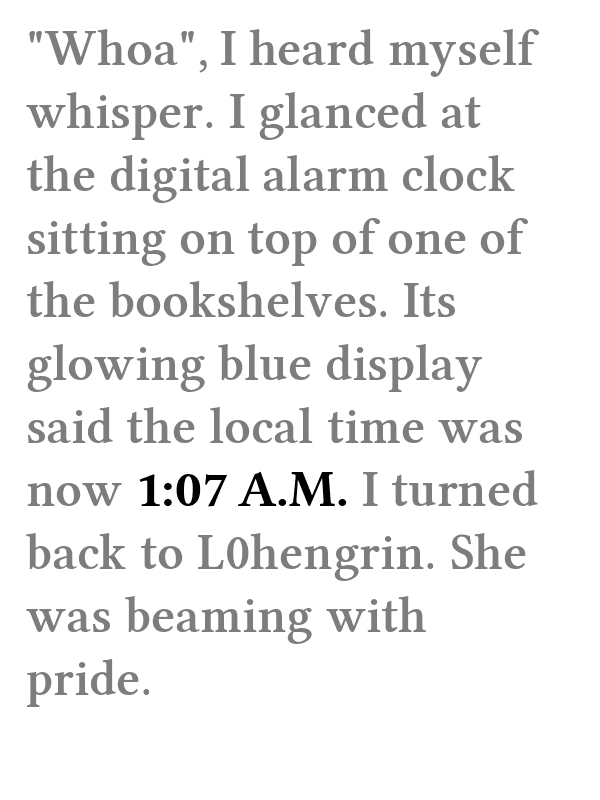 "Whoa", I heard myself
whisper. I glanced at
the digital alarm clock
sitting on top of one of
the bookshelves. Its
glowing blue display
said the local time was
now 1:07 A.M. I turned
back to L0hengrin. She
was beaming with
pride.